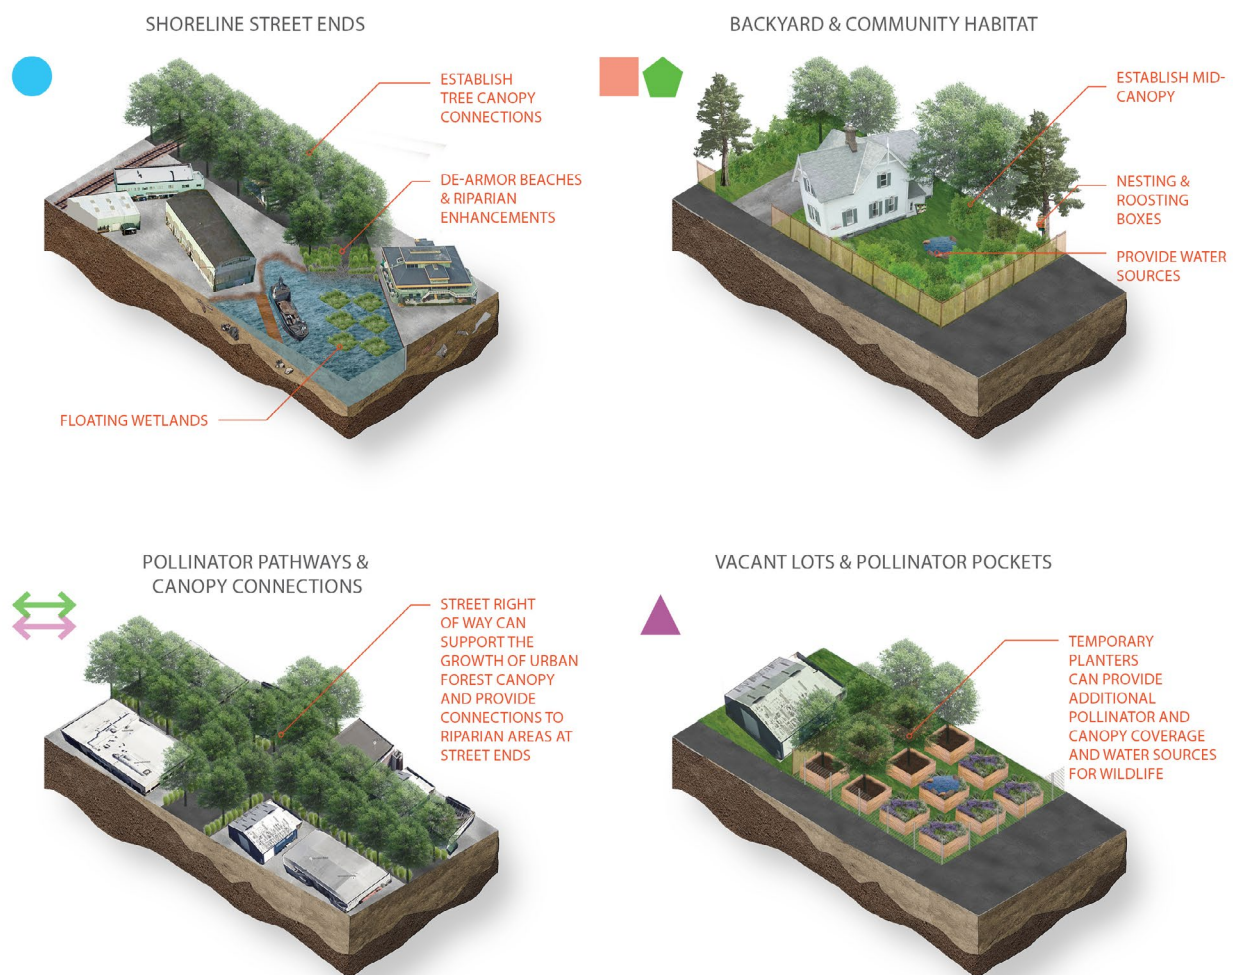 SHORELINE STREET ENDS
ESTABLISH
TREE CANOPY
CONNECTIONS
DE-ARMOR BEACHES
& RIPARIAN
ENHANCEMENTS
FLOATING WETLANDS
BACKYARD & COMMUNITY HABITAT
ESTABLISH MID-
CANOPY
NESTING &
ROOSTING
BOXES
PROVIDE WATER
SOURCES
POLLINATOR PATHWAYS &
CANOPY CONNECTIONS
STREET RIGHT
OF WAY CAN
SUPPORT THE
GROWTH OF URBAN
FOREST CANOPY
AND PROVIDE
CONNECTIONS TO
RIPARIAN AREAS AT
STREET ENDS
VACANT LOTS & POLLINATOR POCKETS
TEMPORARY
PLANTERS
CAN PROVIDE
ADDITIONAL
POLLINATOR AND
CANOPY COVERAGE
AND WATER SOURCES
FOR WILDLIFE